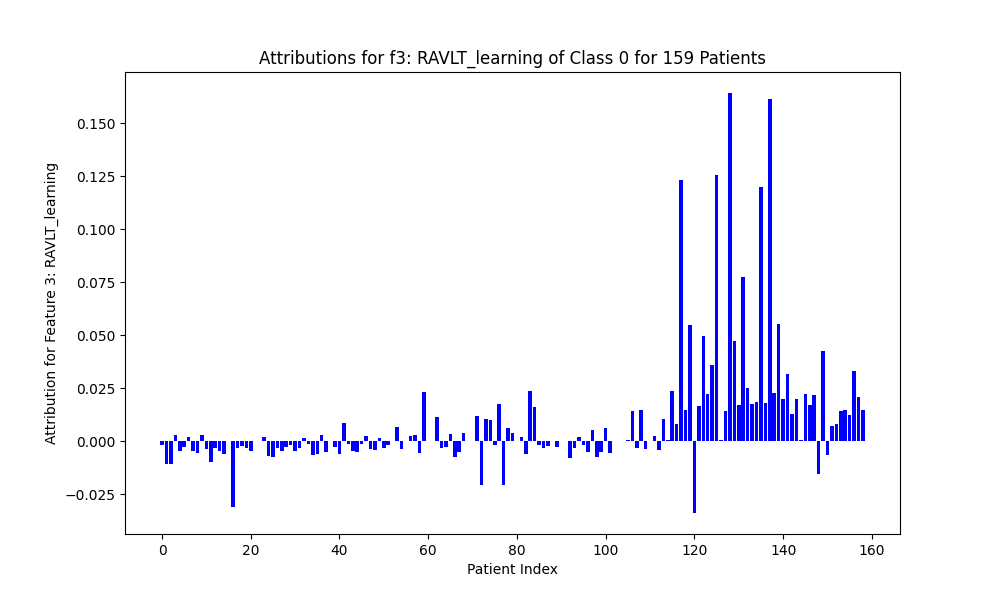 Attributions for f3: RAVLT_learning of Class 0 for 159 Patients
Attribution for Feature 3: RAVLT_learning
0.150
0.125
0.100
0.075
0.050
0.025
0.000
−0.025
0 20 40 60 80 100 120 140 160
Patient Index